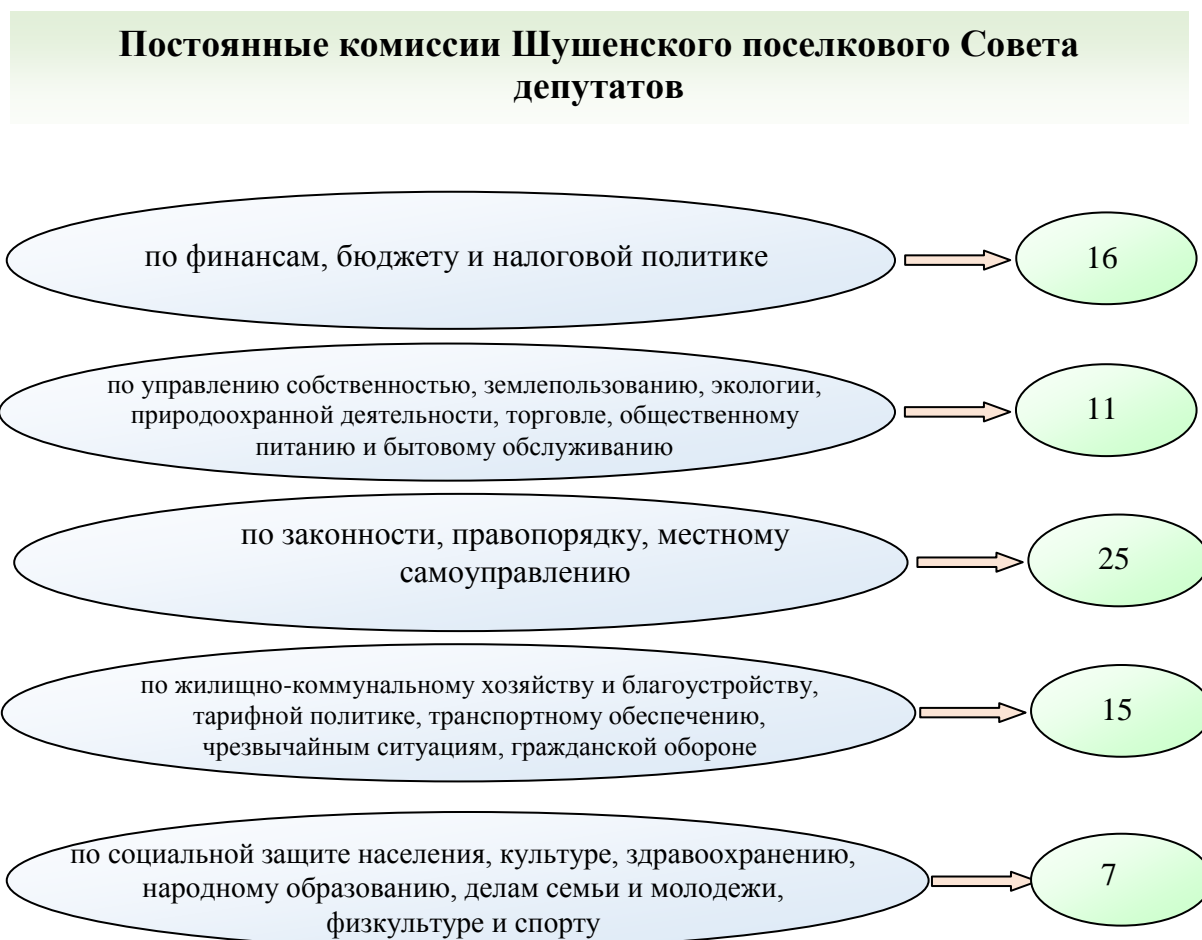 Постоянные комиссии Шушенского поселкового Совета
депутатов
по финансам, бюджету и налоговой политике
16
по управлению собственностью, землепользованию, экологии,
природоохранной деятельности, торговле, общественному
питанию и бытовому обслуживанию
11
по законности, правопорядку, местному
самоуправлению
25
по жилищно-коммунальному хозяйству и благоустройству,
тарифной политике, транспортному обеспечению,
чрезвычайным ситуациям, гражданской обороне
15
по социальной защите населения, культуре, здравоохранению,
народному образованию, делам семьи и молодежи,
физкультуре и спорту
7